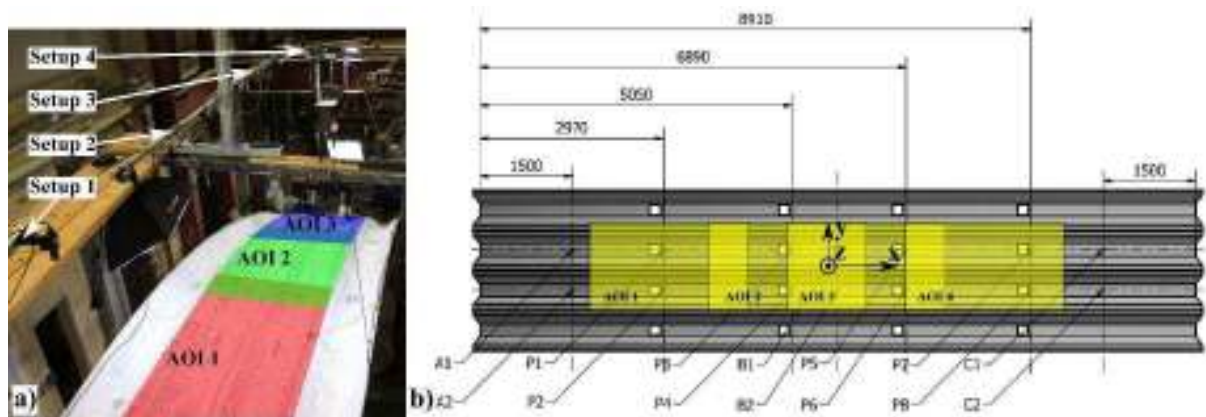 Setup 4
Setup 3
Setup 2
Setup 1
AOI 3
AOI 2
AOI 1
a)
8910
6890
5050
2970
1500
1500
y
z
x
AOI 1
AOI 2
AOI 3
AOI 4
A1
P1
P3
B1
P5
P7
C1
A2
P2
P4
B2
P6
P8
C2
b)